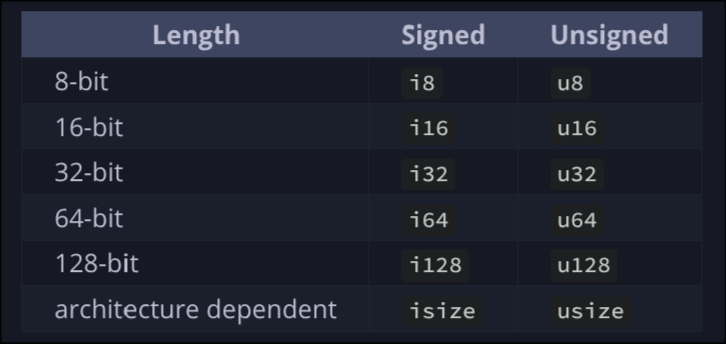 Length Signed Unsigned
8-bit i8 u8
16-bit i16 u16
32-bit i32 u32
64-bit i64 u64
128-bit i128 u128
architecture dependent isize usize